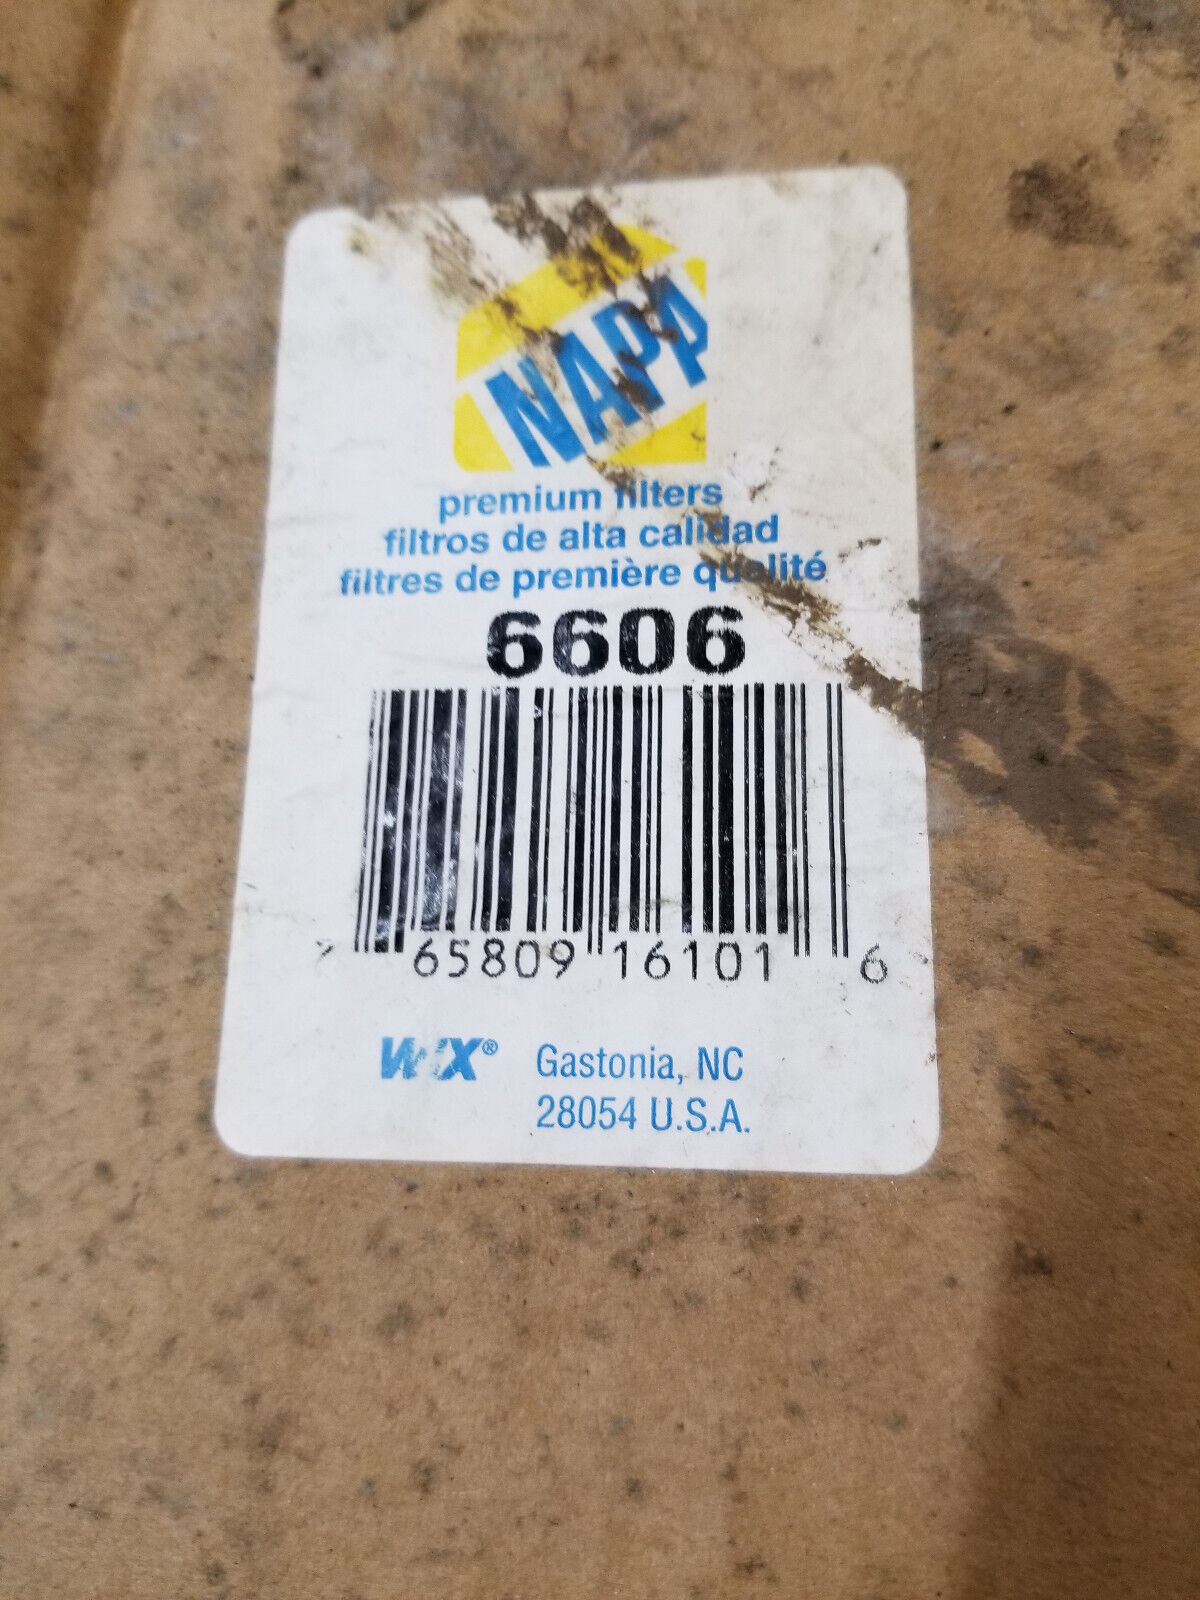 NAPA
premium filters
filtros de alta calidad
filtres de première qualité
6606
65809 16101 6
WIX® Gastonia, NC
28054 U.S.A.